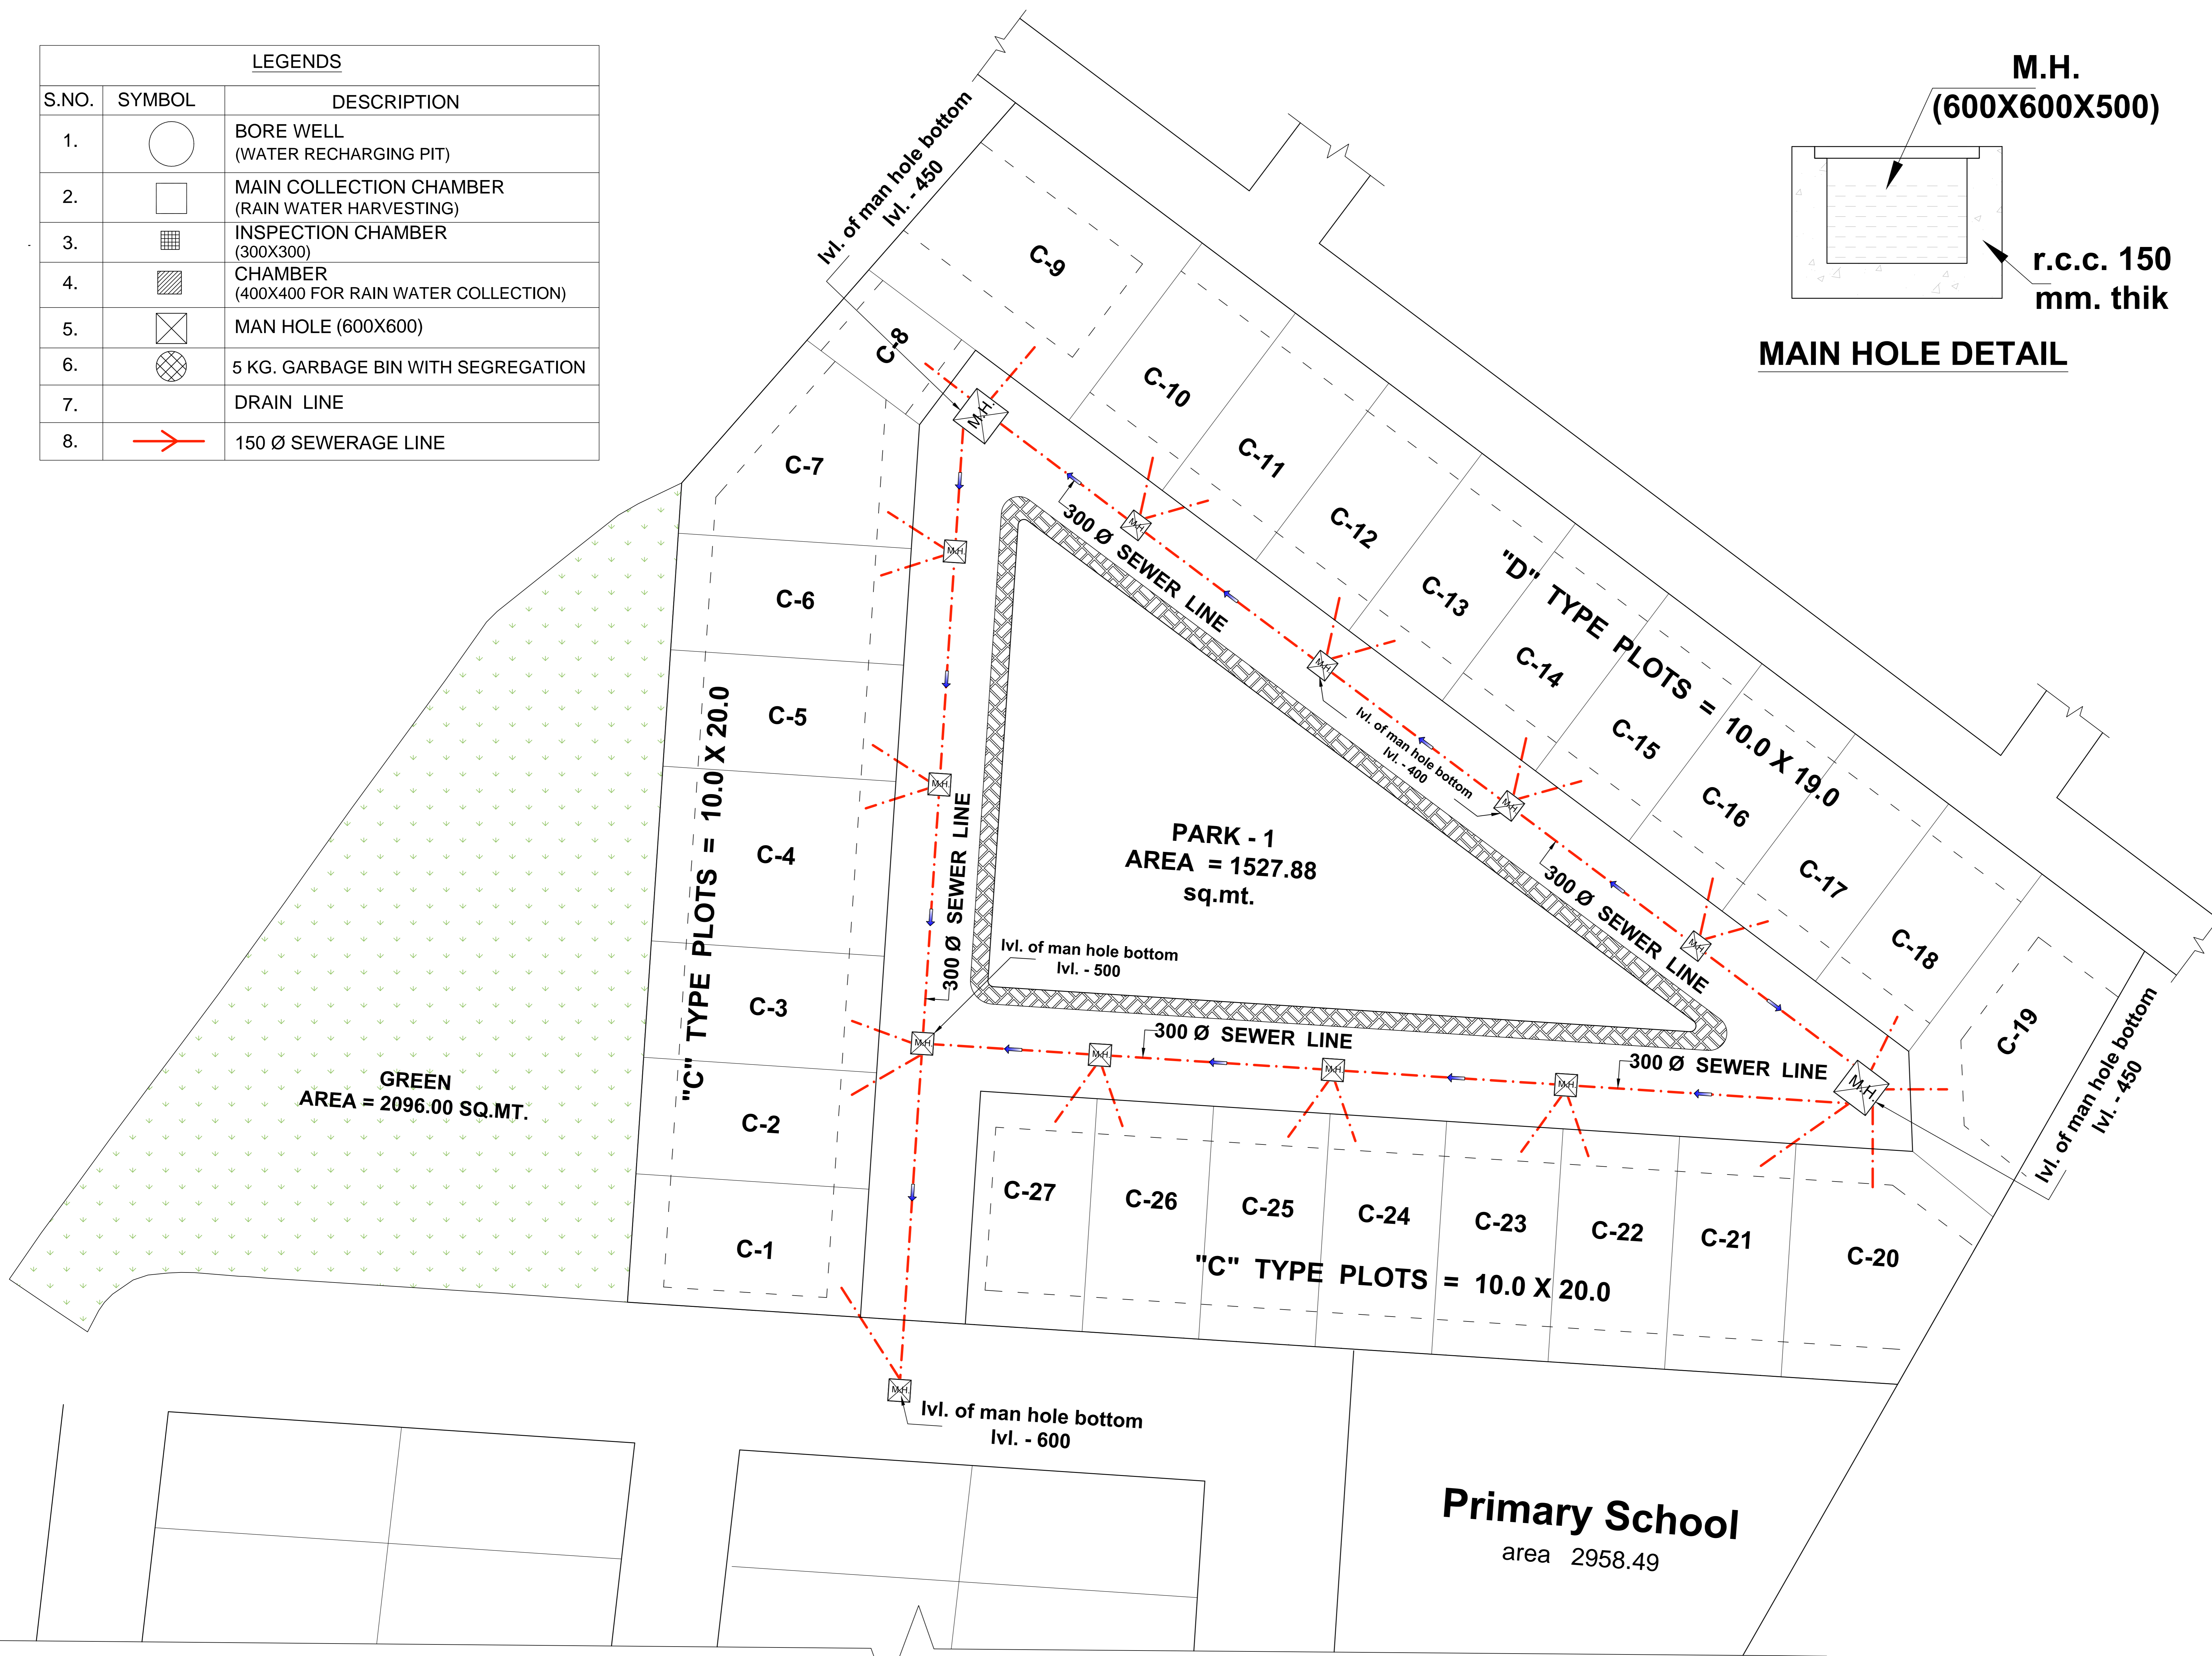 LEGENDS
S.NO. SYMBOL DESCRIPTION
1. BORE WELL
(WATER RECHARGING PIT)
2. MAIN COLLECTION CHAMBER
(RAIN WATER HARVESTING)
3. INSPECTION CHAMBER
(300X300)
4. CHAMBER
(400X400 FOR RAIN WATER COLLECTION)
5. MAN HOLE (600X600)
6. 5 KG. GARBAGE BIN WITH SEGREGATION
7. DRAIN LINE
8. 150 Ø SEWERAGE LINE
M.H.
(600X600X500)
r.c.c. 150
mm. thik
MAIN HOLE DETAIL
lvl. of man hole bottom
lvl. - 450
C-9
C-8
C-10
C-11
C-12
C-13
C-14
C-15
C-16
C-17
C-18
C-19
"D" TYPE PLOTS = 10.0 X 19.0
M.H.
M.H.
M.H.
M.H.
M.H.
M.H.
300 Ø SEWER LINE
lvl. of man hole bottom
lvl. - 400
300 Ø SEWER LINE
lvl. of man hole bottom
lvl. - 450
C-7
C-6
C-5
C-4
C-3
C-2
C-1
"C" TYPE PLOTS = 10.0 X 20.0
M.H.
M.H.
300 Ø SEWER LINE
PARK - 1
AREA = 1527.88
sq.mt.
lvl. of man hole bottom
lvl. - 500
M.H.
M.H.
M.H.
M.H.
300 Ø SEWER LINE
300 Ø SEWER LINE
GREEN
AREA = 2096.00 SQ.MT.
C-27
C-26
C-25
C-24
C-23
C-22
C-21
C-20
"C" TYPE PLOTS = 10.0 X 20.0
M.H.
lvl. of man hole bottom
lvl. - 600
Primary School
area 2958.49